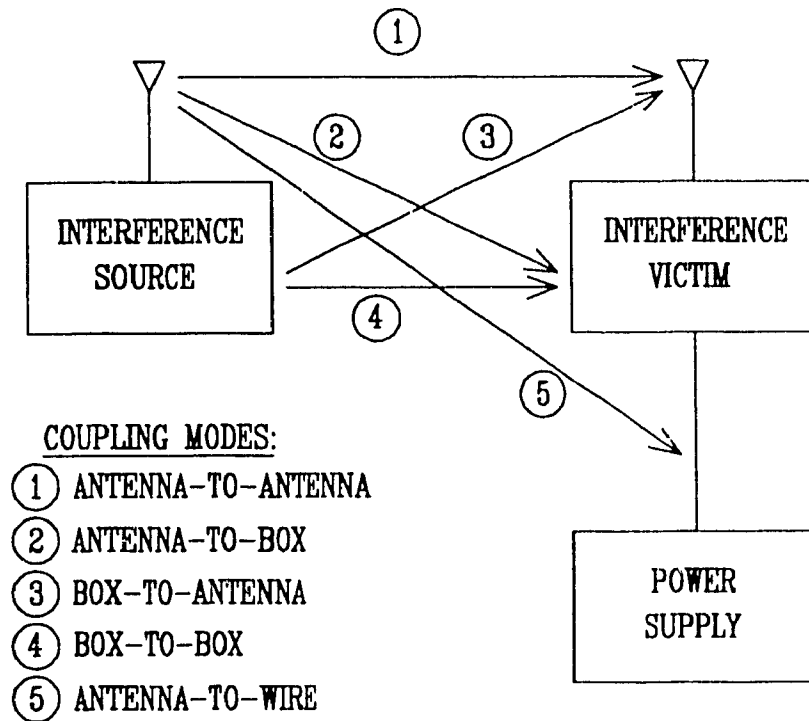 1
2
3
INTERFERENCE
SOURCE
INTERFERENCE
VICTIM
4
5
COUPLING MODES:
1 ANTENNA-TO-ANTENNA
2 ANTENNA-TO-BOX
3 BOX-TO-ANTENNA
4 BOX-TO-BOX
5 ANTENNA-TO-WIRE
POWER
SUPPLY